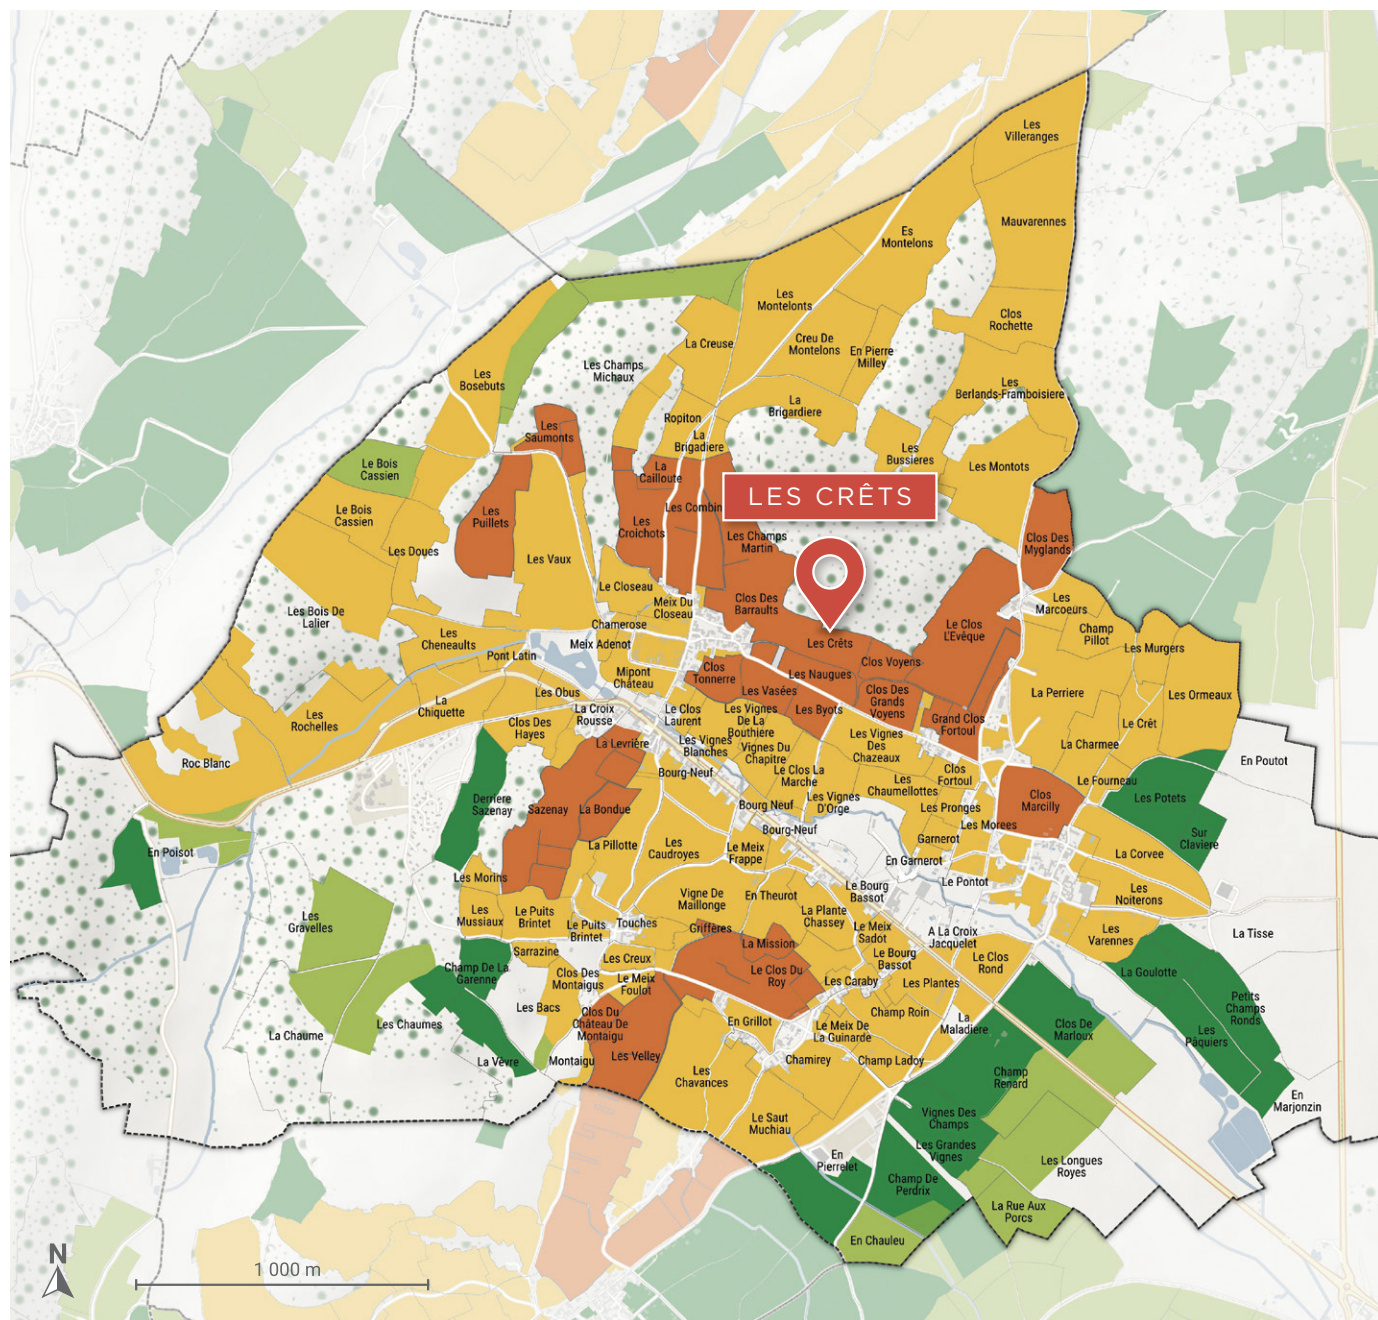 Les
Villeranges
Mauvarennes
Es
Montelons
Les
Montelonts
Clos
Rochette
Creu De
Montelons
En Pierre
Milley
La Creuse
Les Champs
Michaux
Les
Bosebuts
Les
Berlands-Framboisiere
La
Brigardiere
Ropiton
La
Brigadiere
Les
Saumonts
Les
Bussieres
Les Montots
Le Bois
Cassien
La
Cailloute
LES CRÊTS
Les Combin
Le Bois
Cassien
Les
Puillets
Les
Croichots
Les Champs
Martin
Clos Des
Myglands
Les Doues
Les Vaux
Le Closeau
Clos Des
Barraults
Meix Du
Closeau
Les
Marcoeurs
Les Bois De
Lalier
Chamerose
Le Clos
L'Evêque
Champ
Pillot
Les
Cheneaults
Meix Adenot
Les Crêts
Les Murgers
Pont Latin
Clos Voyens
Mipont
Château
Clos
Tonnerre
Les Naugues
La Perriere
Les Ormeaux
La
Chiquette
Les Obus
Les Vasées
Clos Des
Grands
Voyens
Les
Rochelles
Clos Des
Hayes
La Croix
Rousse
Le Clos
Laurent
Les Vignes
De La
Bouthiere
Les Byots
Grand Clos
Fortoul
Le Crêt
La Levrière
Les Vignes
Blanches
Vignes Du
Chapitre
Les Vignes
Des
Chazeaux
La Charmee
Roc Blanc
En Poutot
Bourg-Neuf
Le Clos La
Marche
Les
Chaumellottes
Clos
Fortoul
Le Fourneau
Derriere
Sazenay
Sazenay
La Bondue
Bourg Neuf
Les Vignes
D'Orge
Les Pronges
Clos
Marcilly
Les Potets
Bourg-Neuf
Les Morees
Garnerot
Sur
Claviere
En Poisot
La Pillotte
Les
Caudroyes
Le Meix
Frappe
En Garnerot
La Corvee
Les Morins
Le Pontot
Le Bourg
Bassot
Les
Noiterons
Vigne De
Maillonge
En Theurot
Les
Gravelles
Les
Mussiaux
Le Puits
Brintet
Le Puits
Brintet
Touches
Griffères
La Plante
Chassey
Le Meix
Sadot
A La Croix
Jacquelet
Les
Varennes
La Tisse
La Mission
Sarrazine
Les Creux
Le Bourg
Bassot
Le Clos
Rond
Champ De La
Garenne
Clos Des
Montaigus
Le Meix
Foulot
Le Clos Du
Roy
Les Caraby
Les Plantes
La Goulotte
Les Bacs
Petits
Champs
Ronds
Clos Du
Château De
Montaigu
Champ Roin
En Grillot
Le Meix De
La Guinarde
La
Maladiere
Clos De
Marloux
Les
Pâquiers
La Chaume
Les Chaumes
La Vèvre
Montaigu
Les Velley
Chamirey
Champ Ladoy
Les
Chavances
Champ
Renard
En
Marjonzin
Le Saut
Muchiau
Vignes Des
Champs
Les Grandes
Vignes
En
Pierrelet
Les Longues
Royes
Champ De
Perdrix
La Rue Aux
Porcs
En Chauleu
N
1 000 m